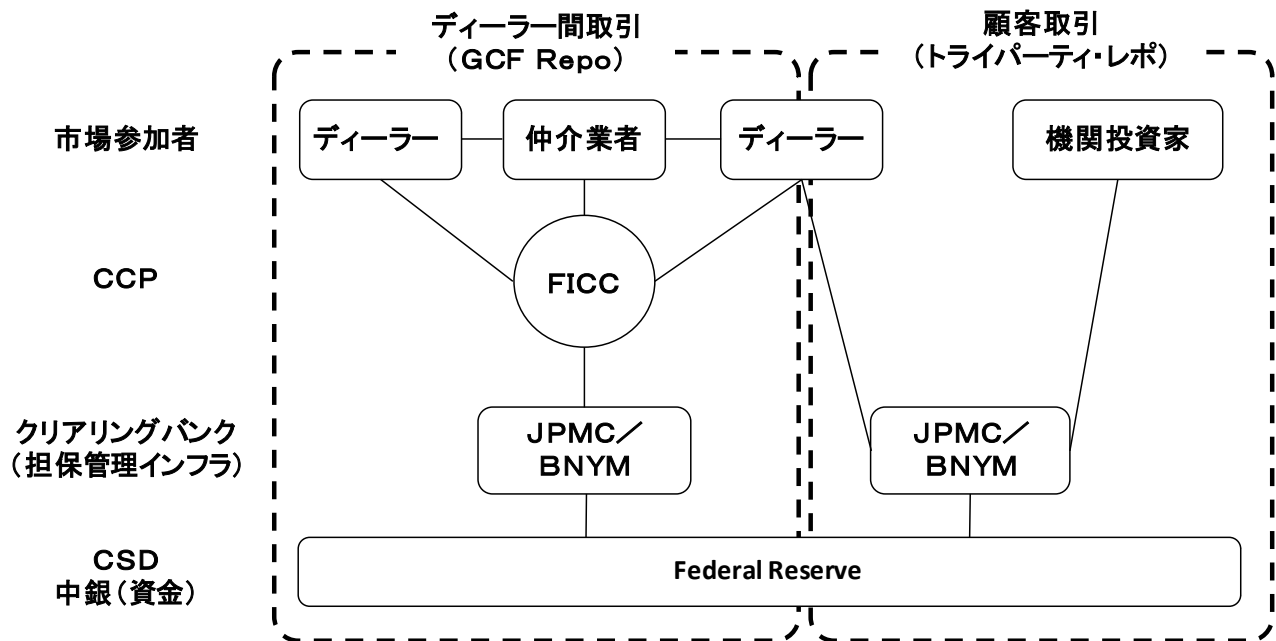 ディーラー間取引
（GCF Repo）
顧客取引
（トライパーティ・レポ）
市場参加者
ディーラー
仲介業者
ディーラー
機関投資家
CCP
FICC
クリアリングバンク
（担保管理インフラ）
JPMC／
BNYM
JPMC／
BNYM
CSD
中銀（資金）
Federal Reserve